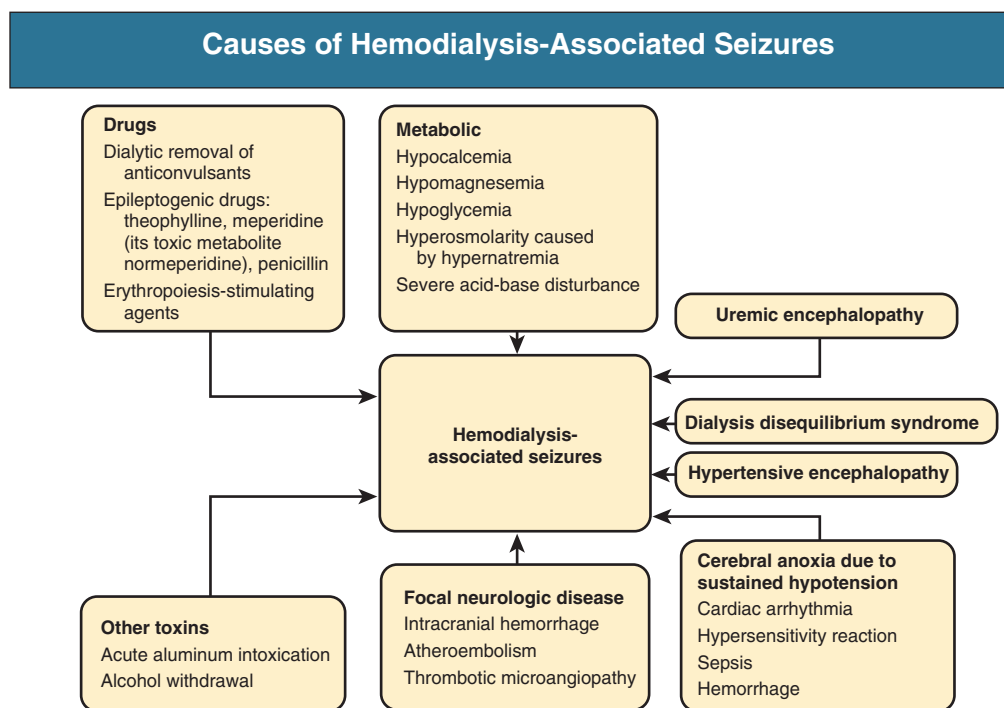 Causes of Hemodialysis-Associated Seizures
Drugs
Dialytic removal of
anticonvulsants
Epileptogenic drugs:
theophylline, meperidine
(its toxic metabolite
normeperidine), penicillin
Erythropoiesis-stimulating
agents
Metabolic
Hypocalcemia
Hypomagnesemia
Hypoglycemia
Hyperosmolarity caused
by hypernatremia
Severe acid-base disturbance
Uremic encephalopathy
Hemodialysis-
associated seizures
Dialysis disequilibrium syndrome
Hypertensive encephalopathy
Other toxins
Acute aluminum intoxication
Alcohol withdrawal
Focal neurologic disease
Intracranial hemorrhage
Atheroembolism
Thrombotic microangiopathy
Cerebral anoxia due to
sustained hypotension
Cardiac arrhythmia
Hypersensitivity reaction
Sepsis
Hemorrhage